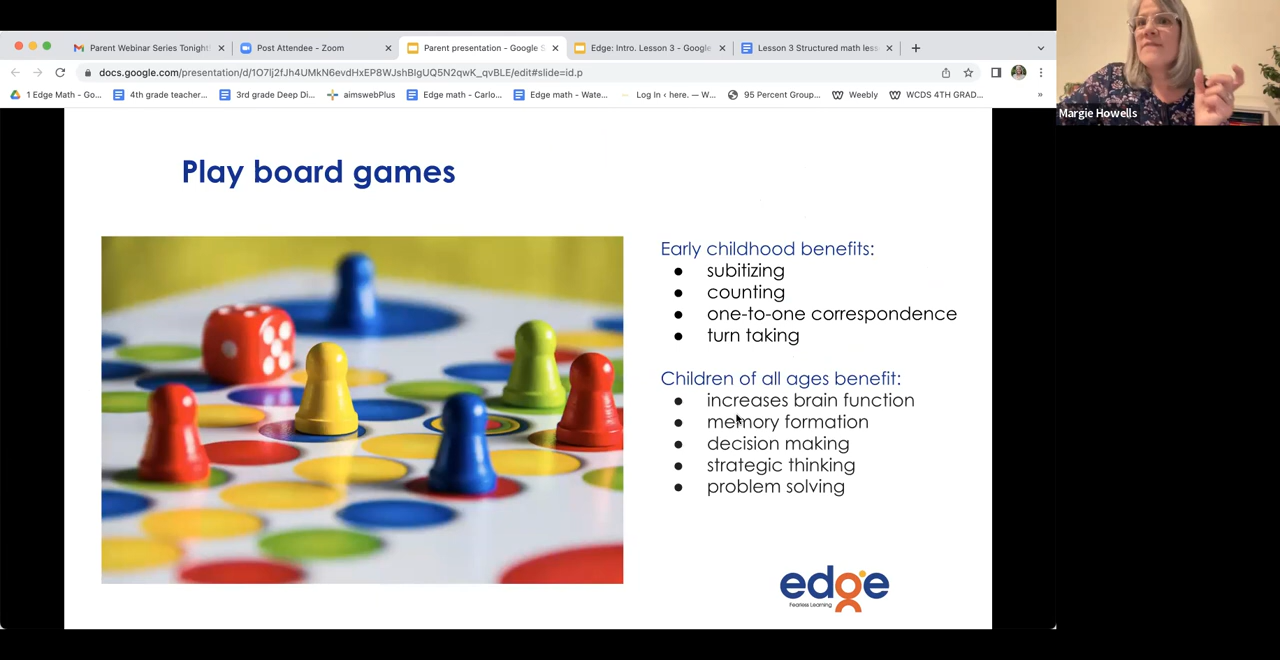 Parent Webinar Series Tonight
Post Attendee - Zoom
Parent presentation - Google S
Edge: Intro. Lesson 3 - Google
Lesson 3 Structured math less
docs.google.com/presentation/d/1O7Ij2fJh4UMkN6evdHxEP8WJshBIgUQ5N2qwK_qvBLE/edit#slide=id.p
1 Edge Math - Go...
4th grade teacher...
3rd grade Deep Di...
aimswebPlus
Edge math - Carlo...
Edge math - Wate...
Log In ‹ here. — W...
95 Percent Group...
Weebly
WCDS 4TH GRAD...
»
Margie Howells
Play board games
Early childhood benefits:
● subitizing
● counting
● one-to-one correspondence
● turn taking
Children of all ages benefit:
● increases brain function
● memory formation
● decision making
● strategic thinking
● problem solving
edge
Fearless Learning